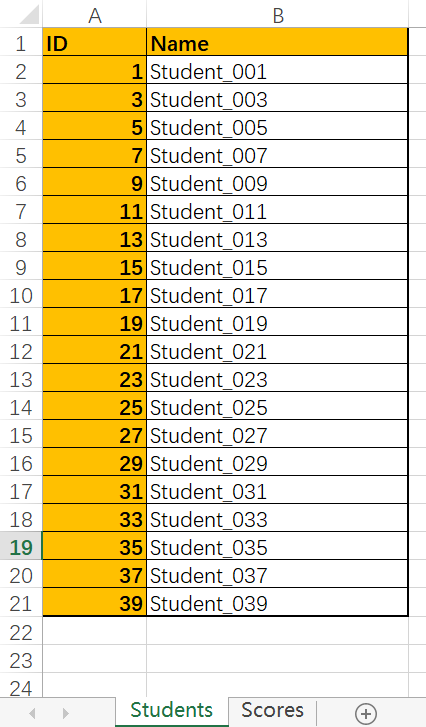 A B
1 ID Name
2 1 Student_001
3 3 Student_003
4 5 Student_005
5 7 Student_007
6 9 Student_009
7 11 Student_011
8 13 Student_013
9 15 Student_015
10 17 Student_017
11 19 Student_019
12 21 Student_021
13 23 Student_023
14 25 Student_025
15 27 Student_027
16 29 Student_029
17 31 Student_031
18 33 Student_033
19 35 Student_035
20 37 Student_037
21 39 Student_039
22
23
24
Students Scores